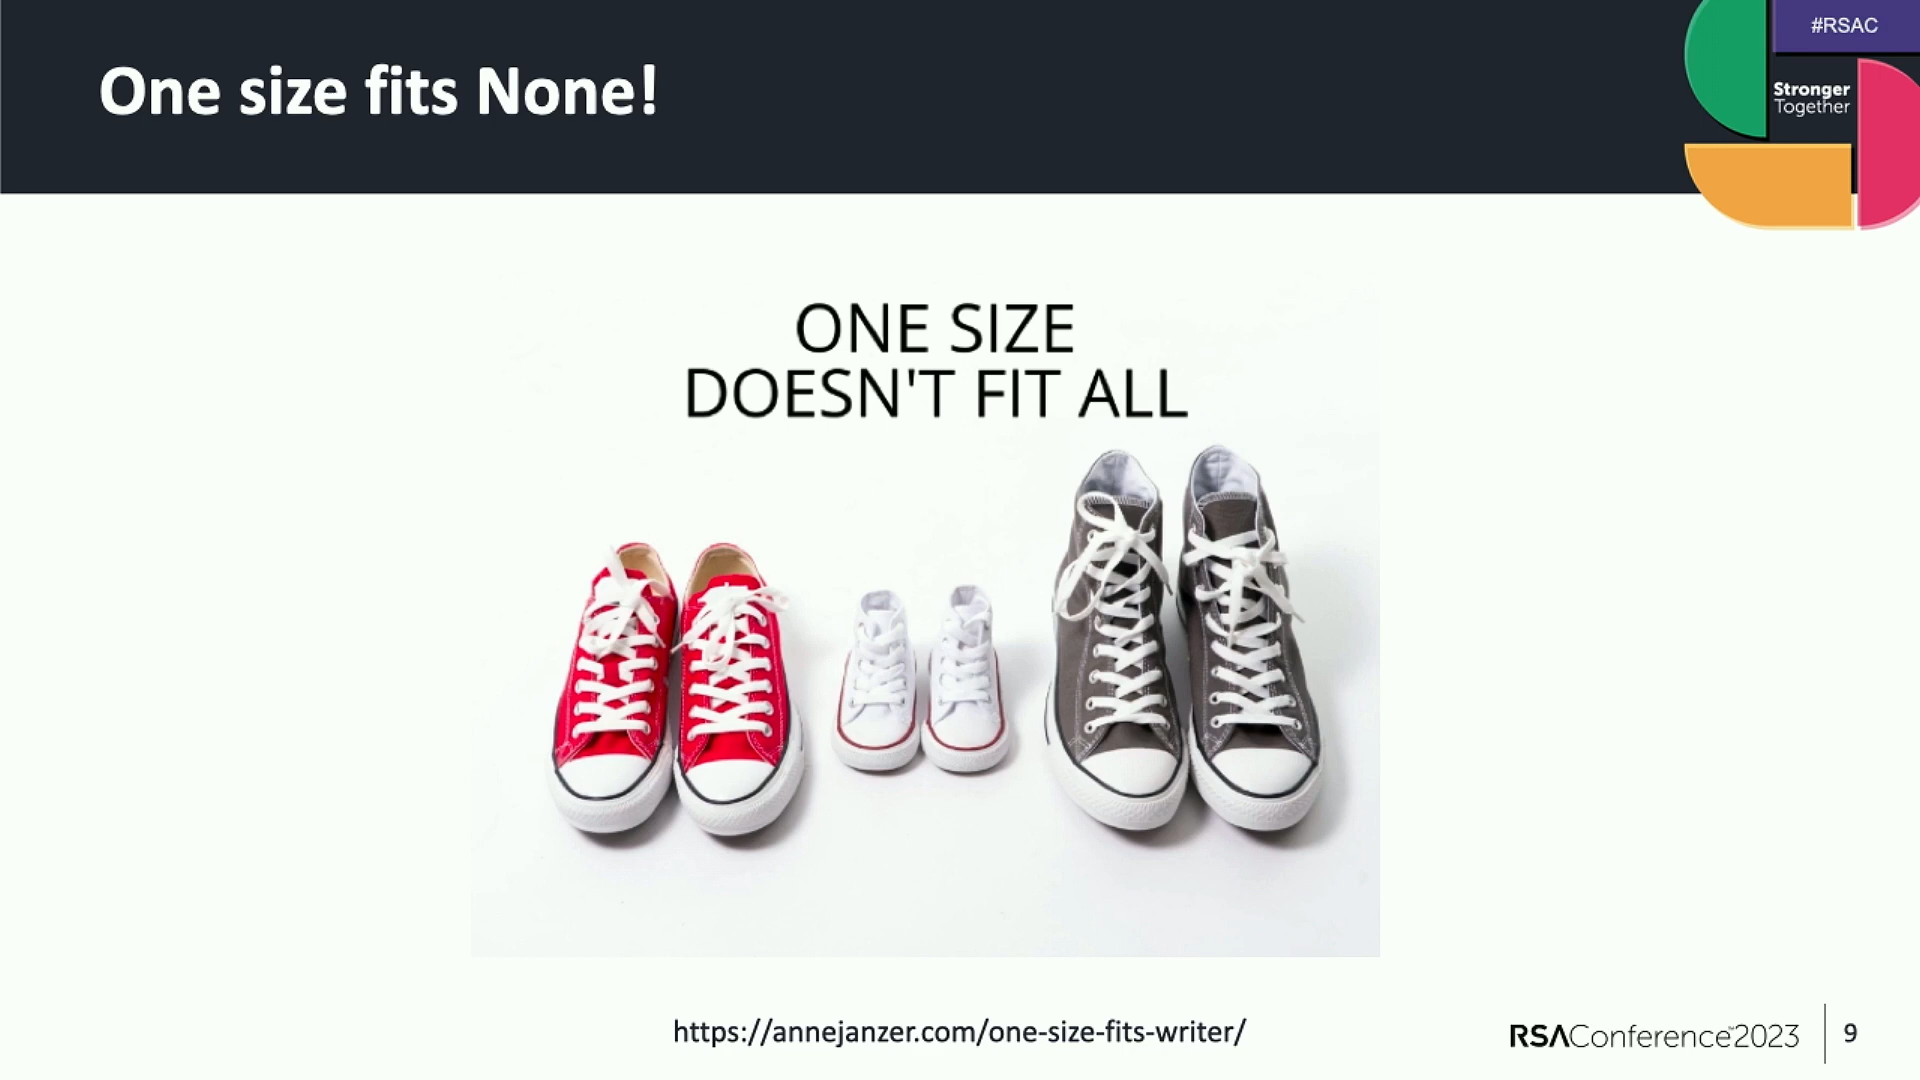 One size fits None!
#RSAC
Stronger
Together
ONE SIZE
DOESN'T FIT ALL
https://annejanzer.com/one-size-fits-writer/
RSAConference™2023
9